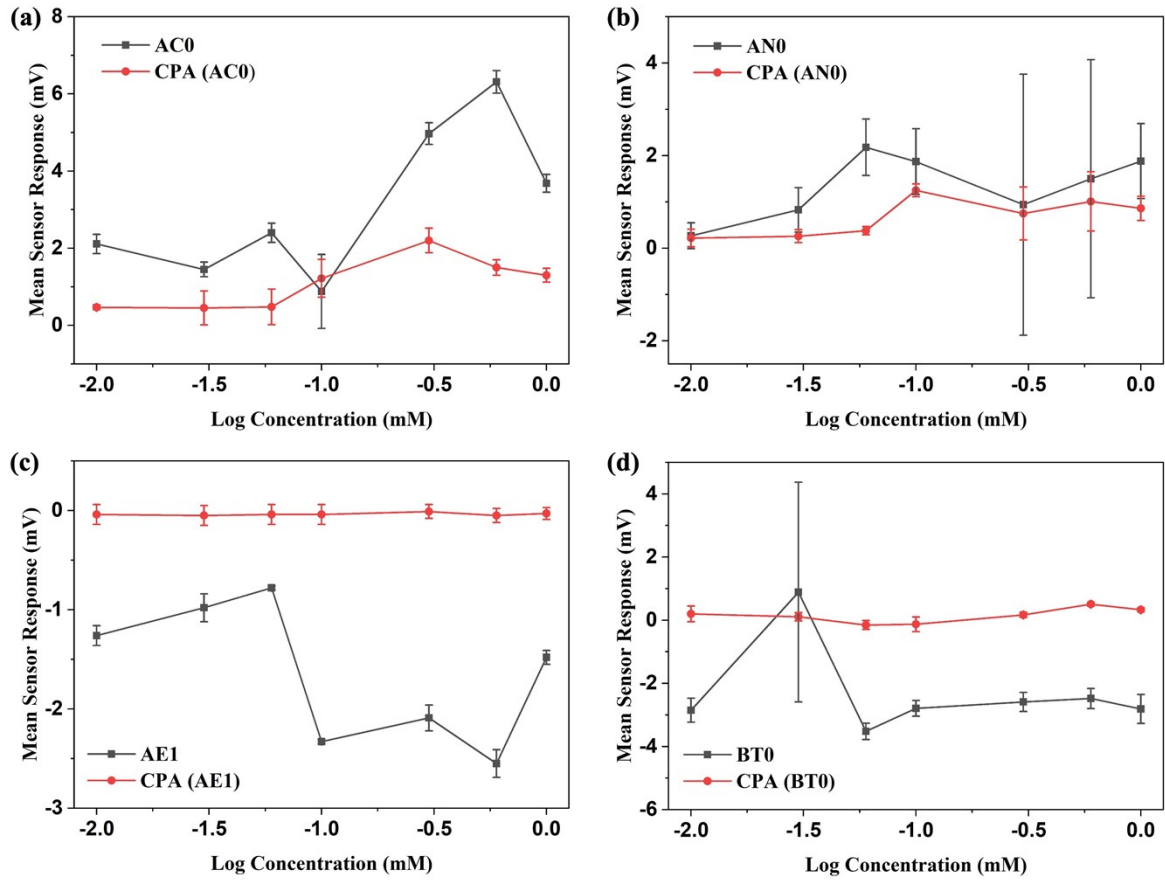 (a)
8
6
4
2
0
Mean Sensor Response (mV)
AC0
CPA (AC0)
-2.0 -1.5 -1.0 -0.5 0.0
Log Concentration (mM)
(b)
4
2
0
-2
Mean Sensor Response (mV)
AN0
CPA (AN0)
-2.0 -1.5 -1.0 -0.5 0.0
Log Concentration (mM)
(c)
0
-1
-2
-3
Mean Sensor Response (mV)
AE1
CPA (AE1)
-2.0 -1.5 -1.0 -0.5 0.0
Log Concentration (mM)
(d)
4
2
0
-2
-4
-6
Mean Sensor Response (mV)
BT0
CPA (BT0)
-2.0 -1.5 -1.0 -0.5 0.0
Log Concentration (mM)